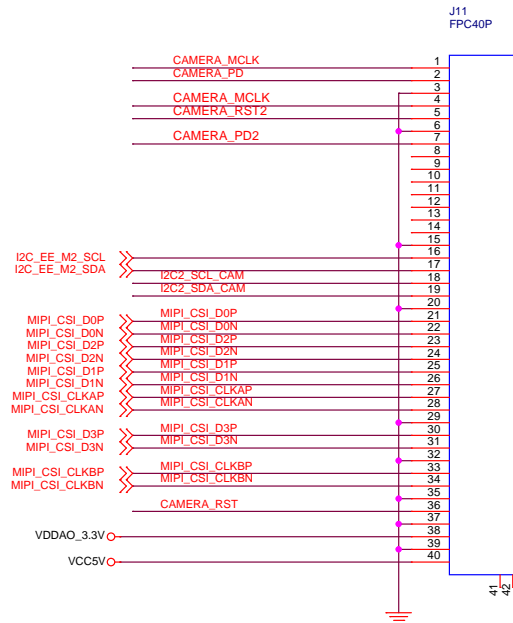 J11
FPC40P
CAMERA_MCLK 1
CAMERA_PD 2
3
CAMERA_MCLK 4
CAMERA_RST2 5
6
CAMERA_PD2 7
8
9
10
11
12
13
14
15
I2C_EE_M2_SCL 16
I2C_EE_M2_SDA 17
I2C2_SCL_CAM 18
I2C2_SDA_CAM 19
20
MIPI_CSI_D0P MIPI_CSI_D0P 21
MIPI_CSI_D0N MIPI_CSI_D0N 22
MIPI_CSI_D2P MIPI_CSI_D2P 23
MIPI_CSI_D2N MIPI_CSI_D2N 24
MIPI_CSI_D1P MIPI_CSI_D1P 25
MIPI_CSI_D1N MIPI_CSI_D1N 26
MIPI_CSI_CLKAP MIPI_CSI_CLKAP 27
MIPI_CSI_CLKAN MIPI_CSI_CLKAN 28
29
MIPI_CSI_D3P MIPI_CSI_D3P 30
MIPI_CSI_D3N MIPI_CSI_D3N 31
32
MIPI_CSI_CLKBP MIPI_CSI_CLKBP 33
MIPI_CSI_CLKBN MIPI_CSI_CLKBN 34
35
CAMERA_RST 36
37
VDDAO_3.3V 38
39
VCC5V 40
41
42